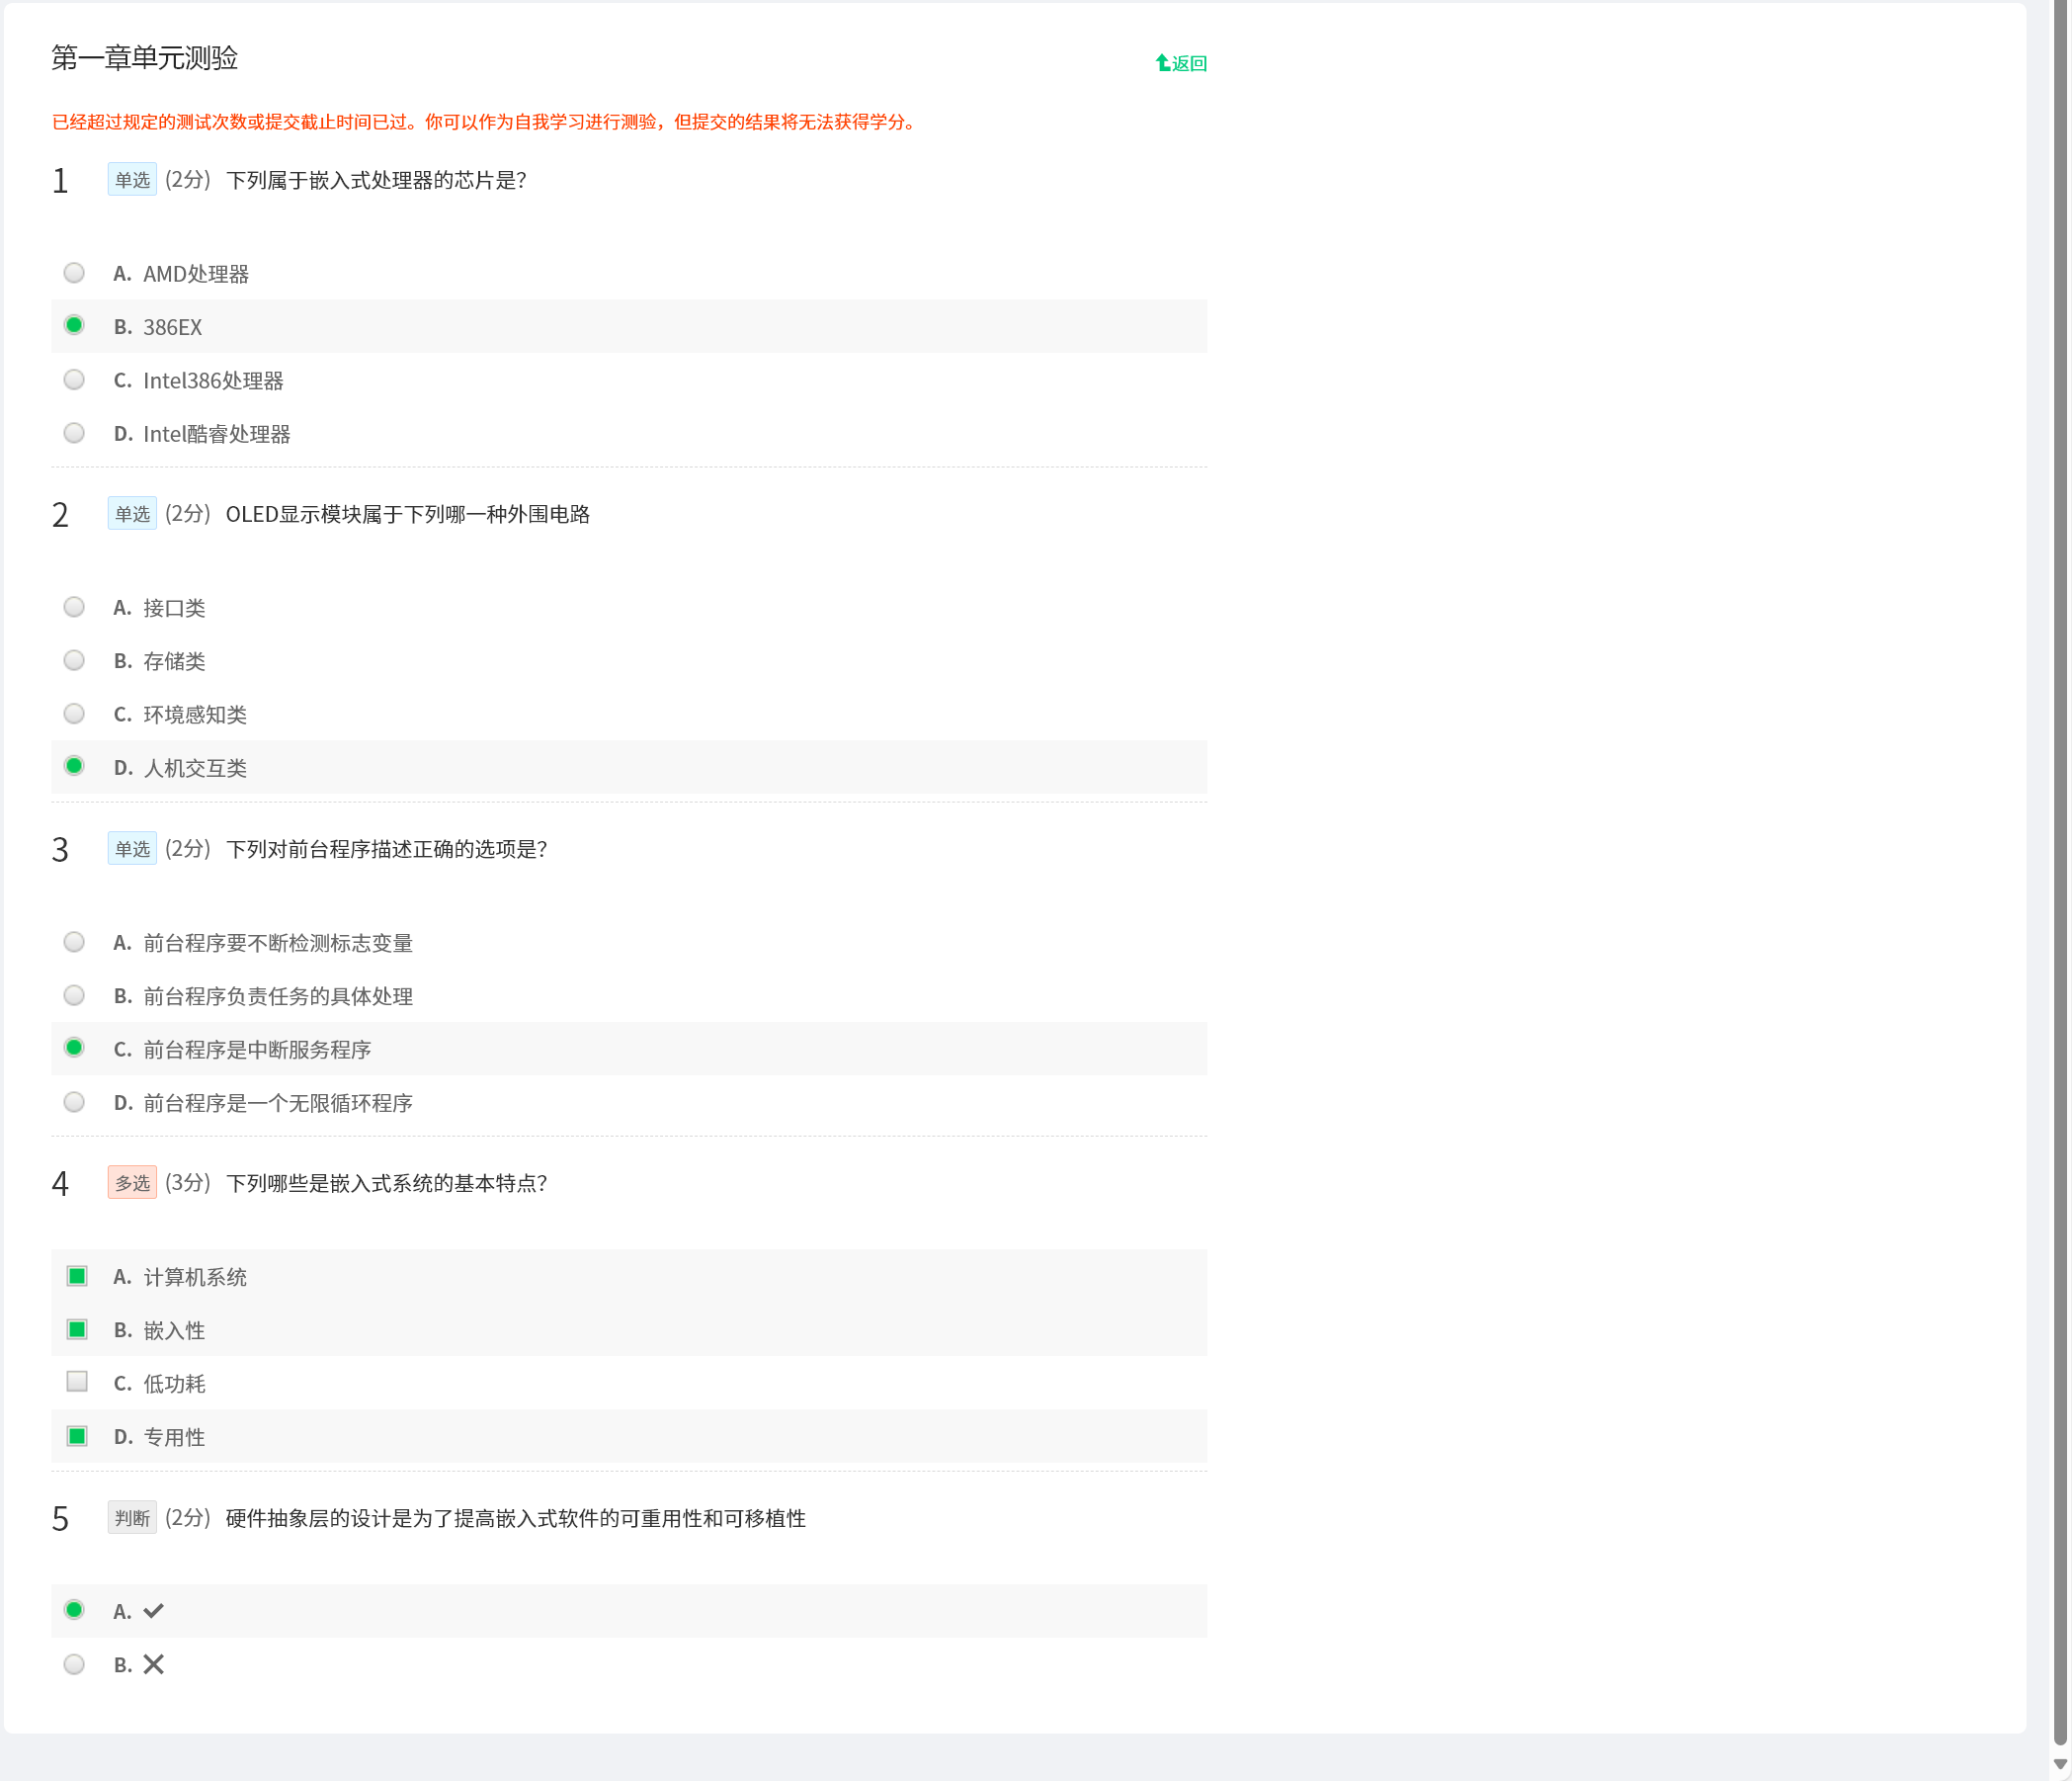 第一章单元测验
返回
已经超过规定的测试次数或提交截止时间已过。你可以作为自我学习进行测验，但提交的结果将无法获得学分。
1 单选 (2分) 下列属于嵌入式处理器的芯片是？
A. AMD处理器
B. 386EX
C. Intel386处理器
D. Intel酷睿处理器
2 单选 (2分) OLED显示模块属于下列哪一种外围电路
A. 接口类
B. 存储类
C. 环境感知类
D. 人机交互类
3 单选 (2分) 下列对前台程序描述正确的选项是？
A. 前台程序要不断检测标志变量
B. 前台程序负责任务的具体处理
C. 前台程序是中断服务程序
D. 前台程序是一个无限循环程序
4 多选 (3分) 下列哪些是嵌入式系统的基本特点？
A. 计算机系统
B. 嵌入性
C. 低功耗
D. 专用性
5 判断 (2分) 硬件抽象层的设计是为了提高嵌入式软件的可重用性和可移植性
A.
B.